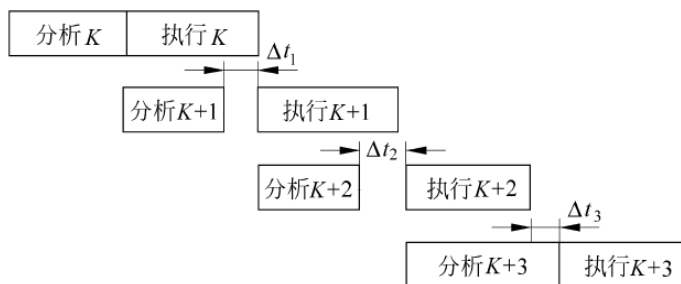 分析K 执行K
Δt₁
分析K+1 执行K+1
Δt₂
分析K+2 执行K+2
Δt₃
分析K+3 执行K+3